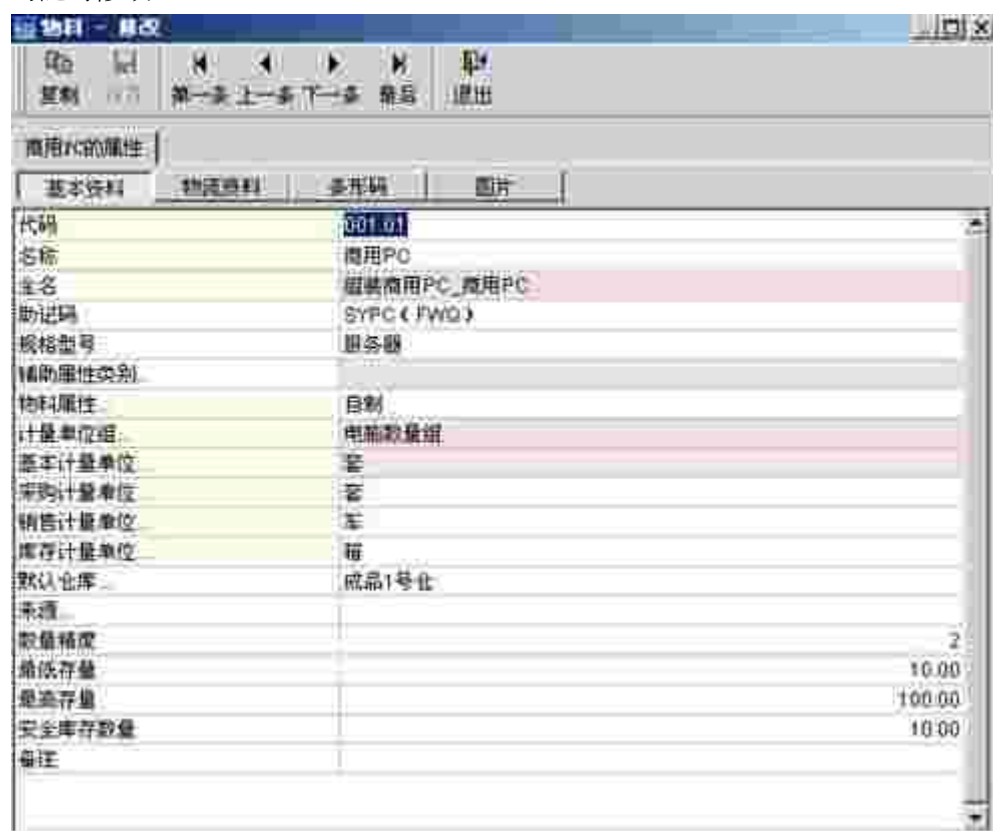 物料 - 修改
复制 保存 第一条 上一条 下一条 最后 退出
商用PC的属性
基本资料 物流资料 条形码 图片
代码 001.01
名称 商用PC
全名 组装商用PC_商用PC
助记码 SYPC(FWQ)
规格型号 服务器
辅助属性类别...
物料属性... 自制
计量单位组... 电脑数量组
基本计量单位... 套
采购计量单位... 套
销售计量单位... 车
库存计量单位... 箱
默认仓库... 成品1号仓
来源...
数量精度 2
最低存量 10.00
最高存量 100.00
安全库存数量 10.00
备注